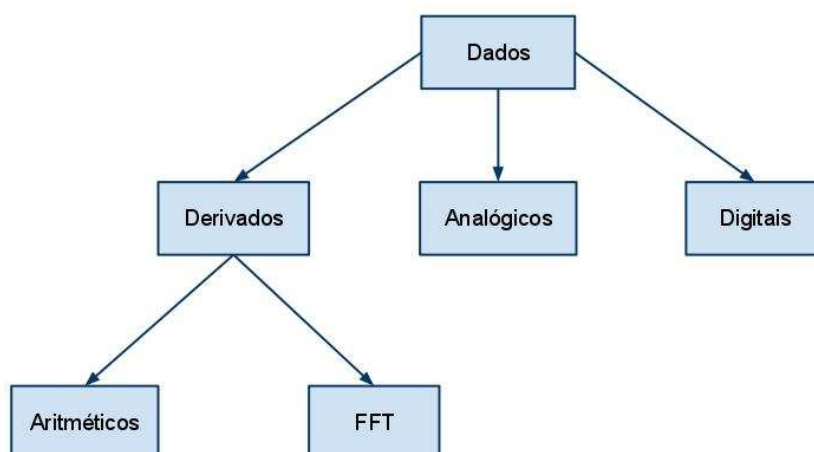 Dados
Derivados
Analógicos
Digitais
Aritméticos
FFT